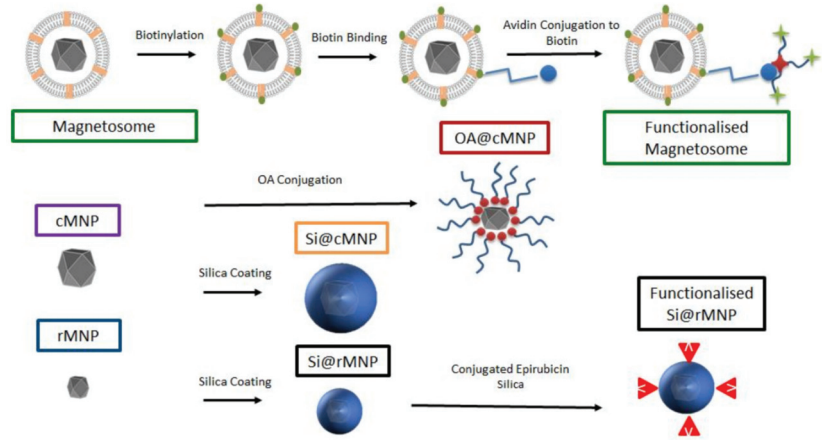 Biotinylation
Biotin Binding
Avidin Conjugation to
Biotin
Magnetosome
OA@cMNP
Functionalised
Magnetosome
OA Conjugation
cMNP
Si@cMNP
Silica Coating
Functionalised
Si@rMNP
rMNP
Si@rMNP
Silica Coating
Conjugated Epirubicin
Silica